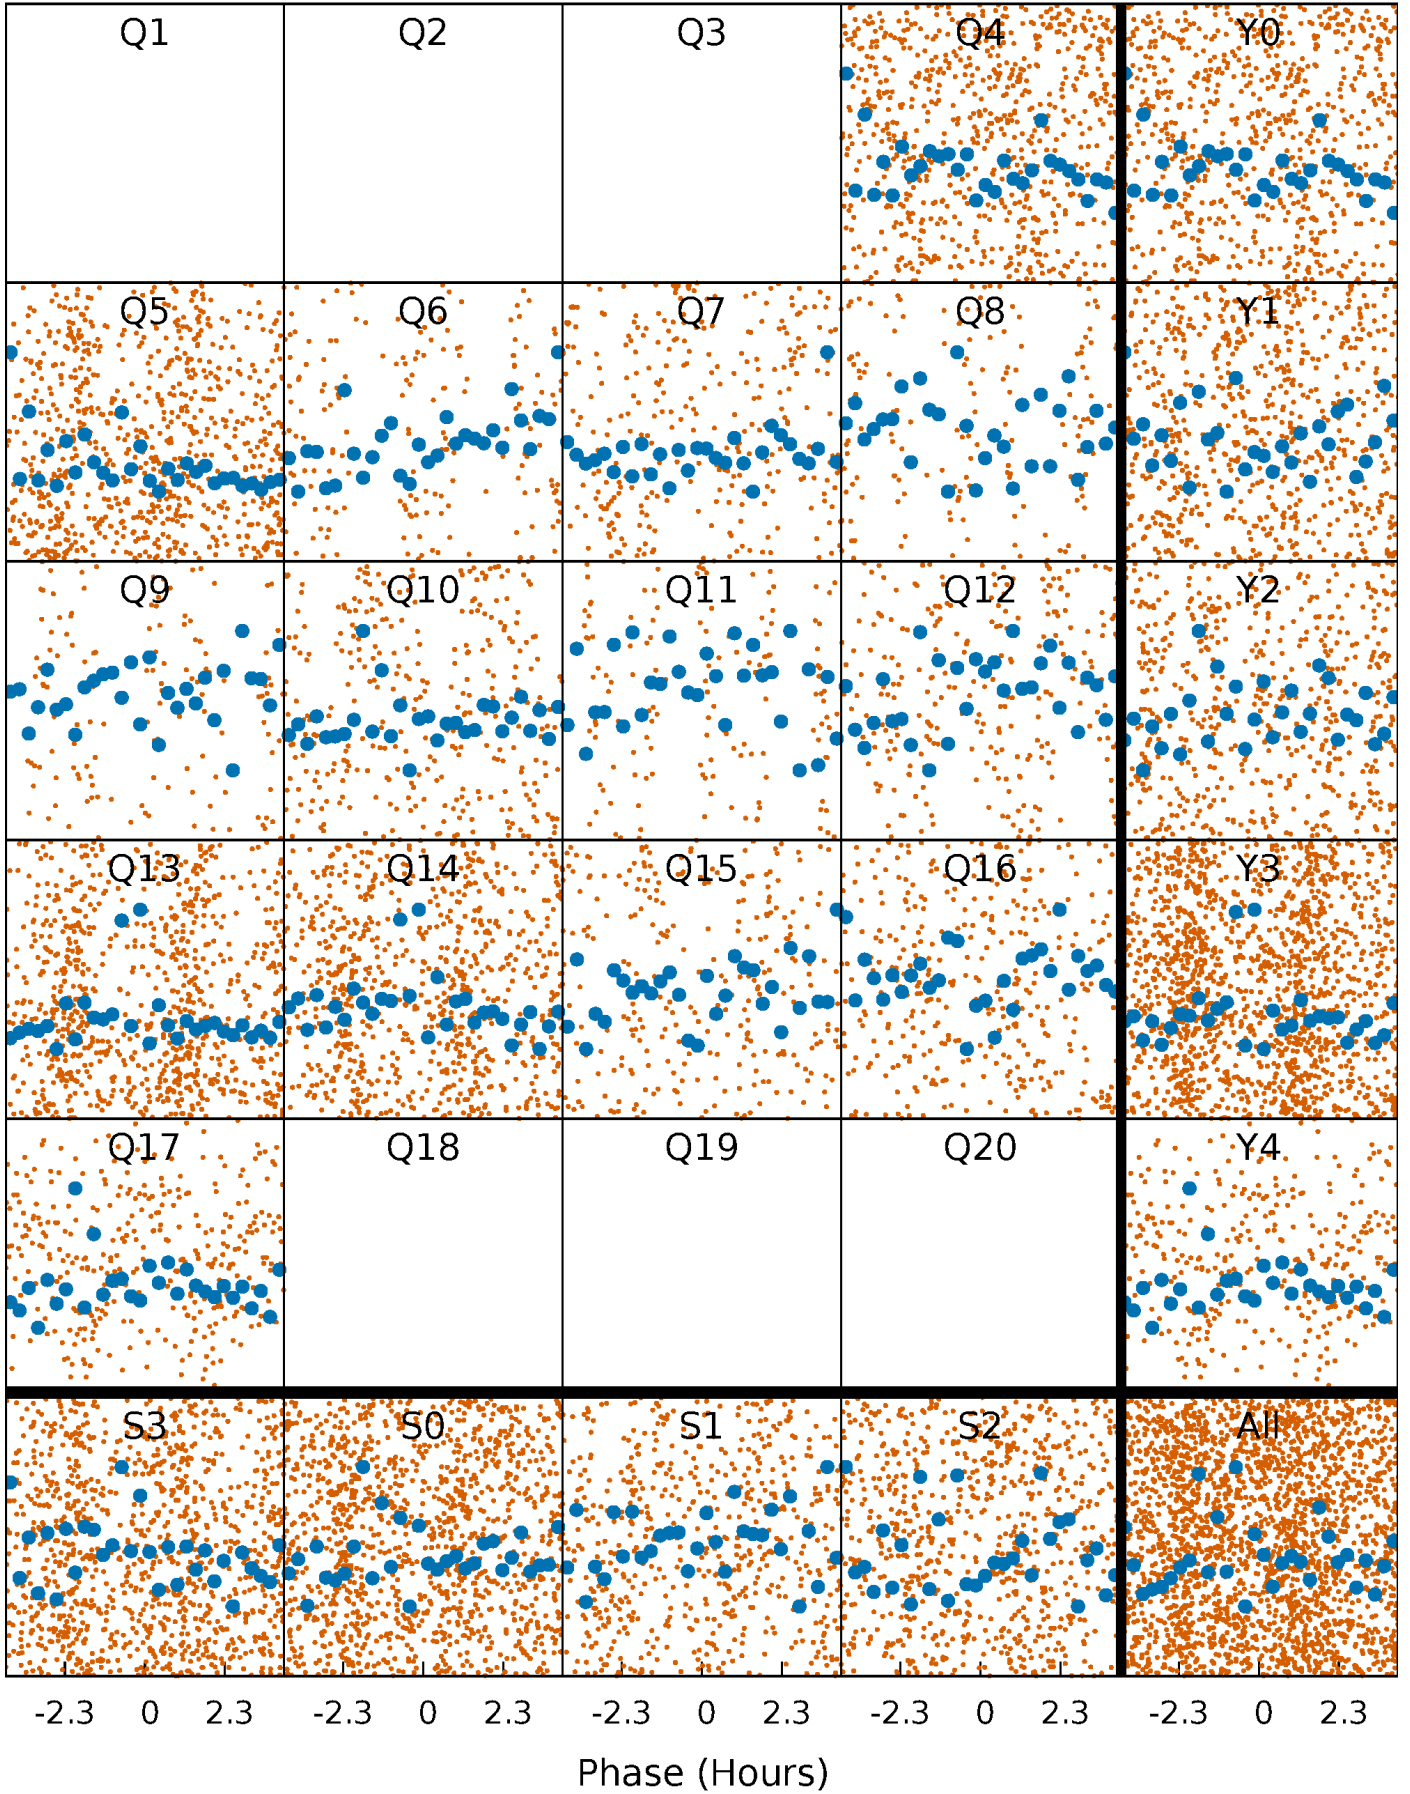 Q1 Q2 Q3 Q4 Y0
Q5 Q6 Q7 Q8 Y1
Q9 Q10 Q11 Q12 Y2
Q13 Q14 Q15 Q16 Y3
Q17 Q18 Q19 Q20 Y4
S3 S0 S1 S2 All
-2.3 0 2.3 -2.3 0 2.3 -2.3 0 2.3 -2.3 0 2.3 -2.3 0 2.3
Phase (Hours)